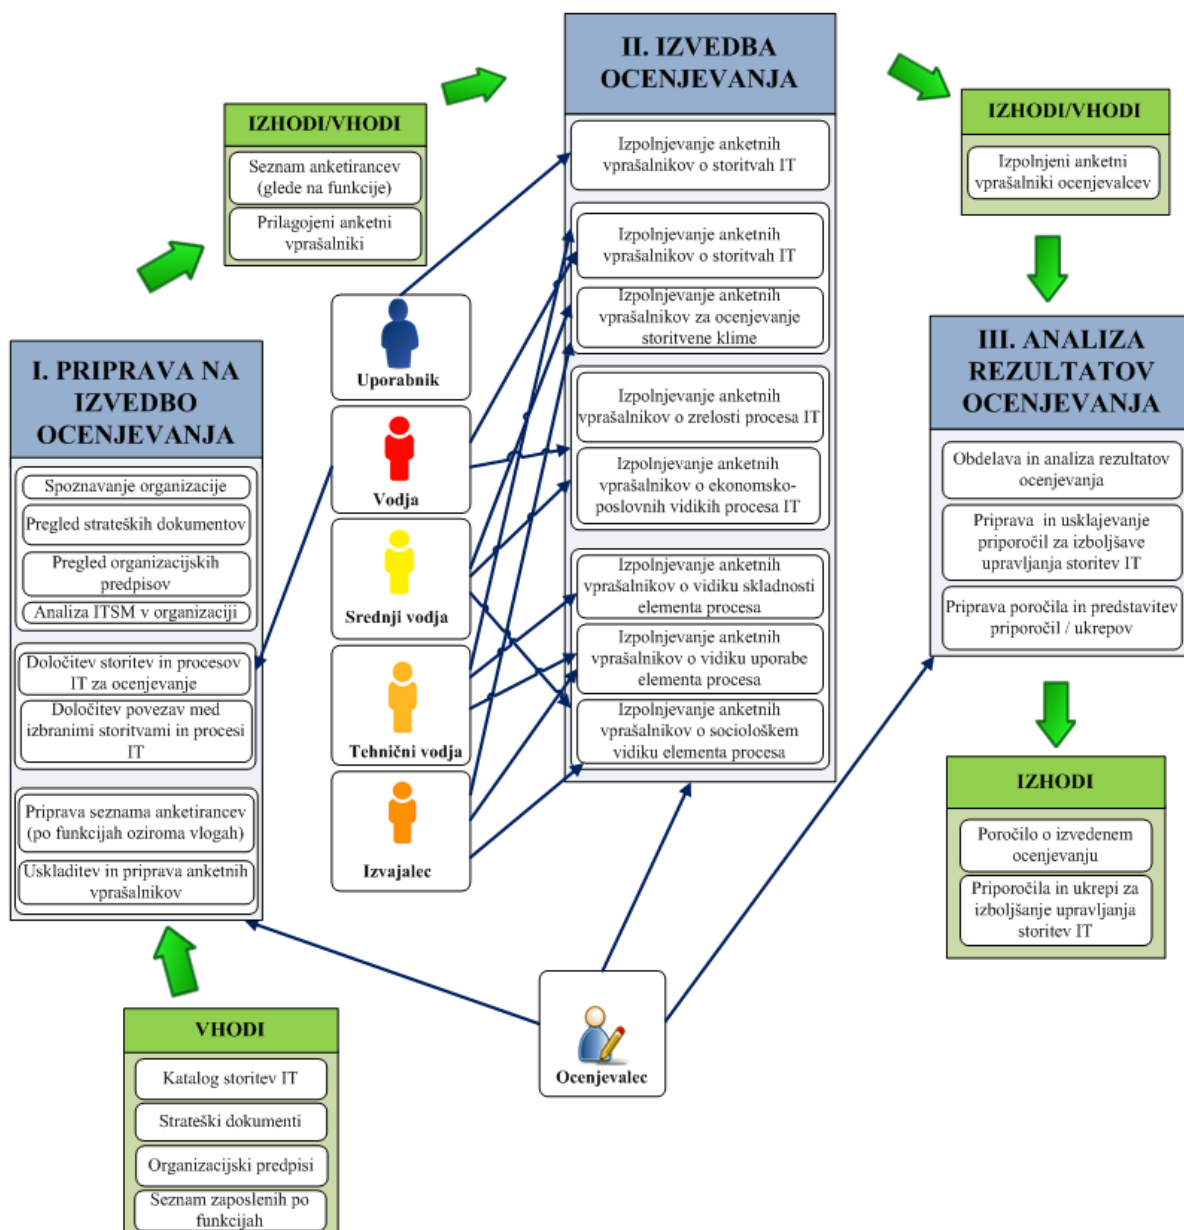 II. IZVEDBA
OCENJEVANJA
Izpolnjevanje anketnih
vprašalnikov o storitvah IT
Izpolnjevanje anketnih
vprašalnikov o storitvah IT
Izpolnjevanje anketnih
vprašalnikov za ocenjevanje
storitvene klime
Izpolnjevanje anketnih
vprašalnikov o zrelosti procesa IT
Izpolnjevanje anketnih
vprašalnikov o ekonomsko-
poslovnih vidikih procesa IT
Izpolnjevanje anketnih
vprašalnikov o vidiku skladnosti
elementa procesa
Izpolnjevanje anketnih
vprašalnikov o vidiku uporabe
elementa procesa
Izpolnjevanje anketnih
vprašalnikov o sociološkem
vidiku elementa procesa
IZHODI/VHODI
Seznam anketirancev
(glede na funkcije)
Prilagojeni anketni
vprašalniki
IZHODI/VHODI
Izpolnjeni anketni
vprašalniki ocenjevalcev
Uporabnik
Vodja
Srednji vodja
Tehnični vodja
Izvajalec
I. PRIPRAVA NA
IZVEDBO
OCENJEVANJA
Spoznavanje organizacije
Pregled strateških dokumentov
Pregled organizacijskih
predpisov
Analiza ITSM v organizaciji
Določitev storitev in procesov
IT za ocenjevanje
Določitev povezav med
izbranimi storitvami in procesi
IT
Priprava seznama anketirancev
(po funkcijah oziroma vlogah)
Uskladitev in priprava anketnih
vprašalnikov
III. ANALIZA
REZULTATOV
OCENJEVANJA
Obdelava in analiza rezultatov
ocenjevanja
Priprava in usklajevanje
priporočil za izboljšave
upravljanja storitev IT
Priprava poročila in predstavitev
priporočil / ukrepov
IZHODI
Poročilo o izvedenem
ocenjevanju
Priporočila in ukrepi za
izboljšanje upravljanja
storitev IT
Ocenjevalec
VHODI
Katalog storitev IT
Strateški dokumenti
Organizacijski predpisi
Seznam zaposlenih po
funkcijah